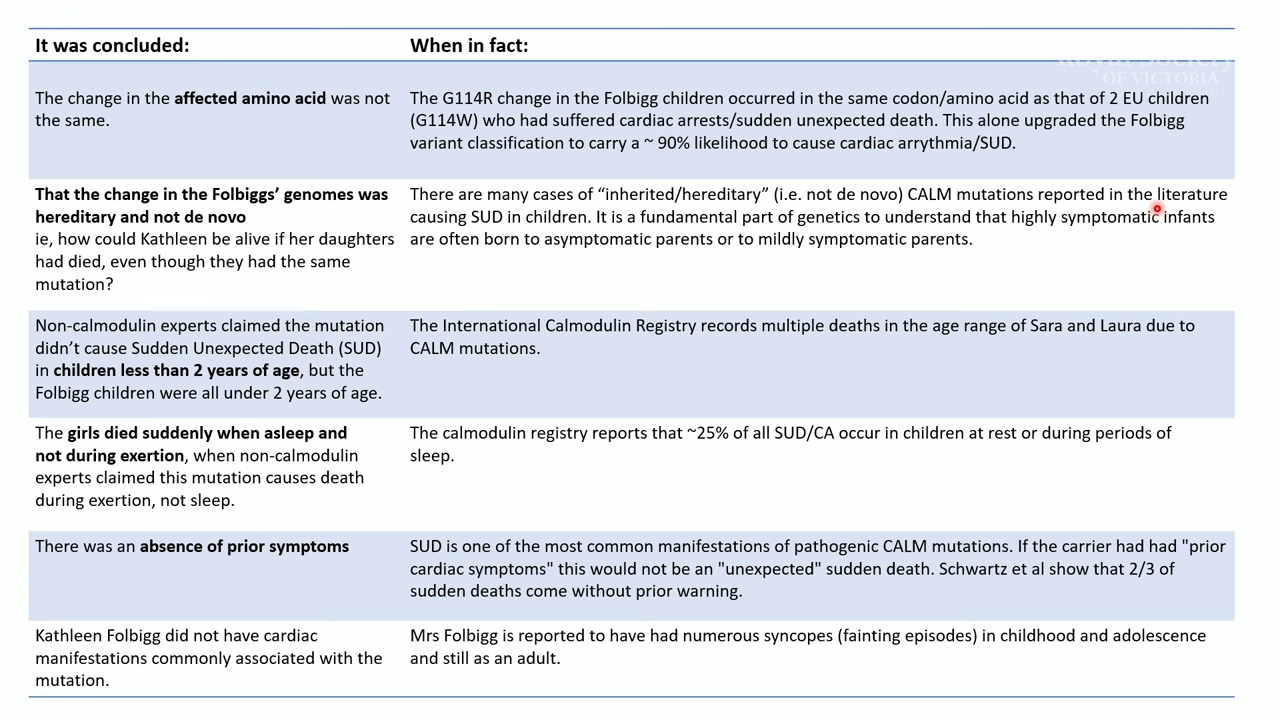 It was concluded:
When in fact:
Royal Society
OF VICTORIA
The change in the affected amino acid was not
the same.
The G114R change in the Folbigg children occurred in the same codon/amino acid as that of 2 EU children
(G114W) who had suffered cardiac arrests/sudden unexpected death. This alone upgraded the Folbigg
variant classification to carry a ~ 90% likelihood to cause cardiac arrythmia/SUD.
That the change in the Folbiggs’ genomes was
hereditary and not de novo
ie, how could Kathleen be alive if her daughters
had died, even though they had the same
mutation?
There are many cases of “inherited/hereditary” (i.e. not de novo) CALM mutations reported in the literature
causing SUD in children. It is a fundamental part of genetics to understand that highly symptomatic infants
are often born to asymptomatic parents or to mildly symptomatic parents.
Non-calmodulin experts claimed the mutation
didn’t cause Sudden Unexpected Death (SUD)
in children less than 2 years of age, but the
Folbigg children were all under 2 years of age.
The International Calmodulin Registry records multiple deaths in the age range of Sara and Laura due to
CALM mutations.
The girls died suddenly when asleep and
not during exertion, when non-calmodulin
experts claimed this mutation causes death
during exertion, not sleep.
The calmodulin registry reports that ~25% of all SUD/CA occur in children at rest or during periods of
sleep.
There was an absence of prior symptoms
SUD is one of the most common manifestations of pathogenic CALM mutations. If the carrier had had "prior
cardiac symptoms" this would not be an "unexpected" sudden death. Schwartz et al show that 2/3 of
sudden deaths come without prior warning.
Kathleen Folbigg did not have cardiac
manifestations commonly associated with the
mutation.
Mrs Folbigg is reported to have had numerous syncopes (fainting episodes) in childhood and adolescence
and still as an adult.